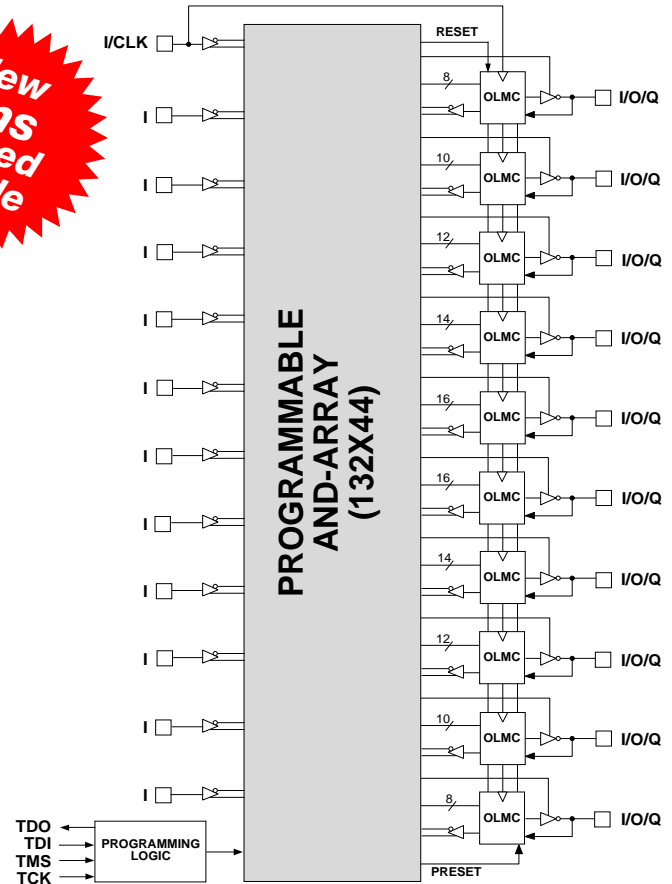 RESET
I/CLK
8
OLMC
I/O/Q
I
10
OLMC
I/O/Q
I
12
OLMC
I/O/Q
I
14
OLMC
I/O/Q
I
16
OLMC
I/O/Q
I
PROGRAMMABLE
AND-ARRAY
(132X44)
16
OLMC
I/O/Q
I
14
OLMC
I/O/Q
I
12
OLMC
I/O/Q
I
10
OLMC
I/O/Q
I
8
OLMC
I/O/Q
I
I
TDO
TDI
TMS
TCK
PROGRAMMING
LOGIC
PRESET